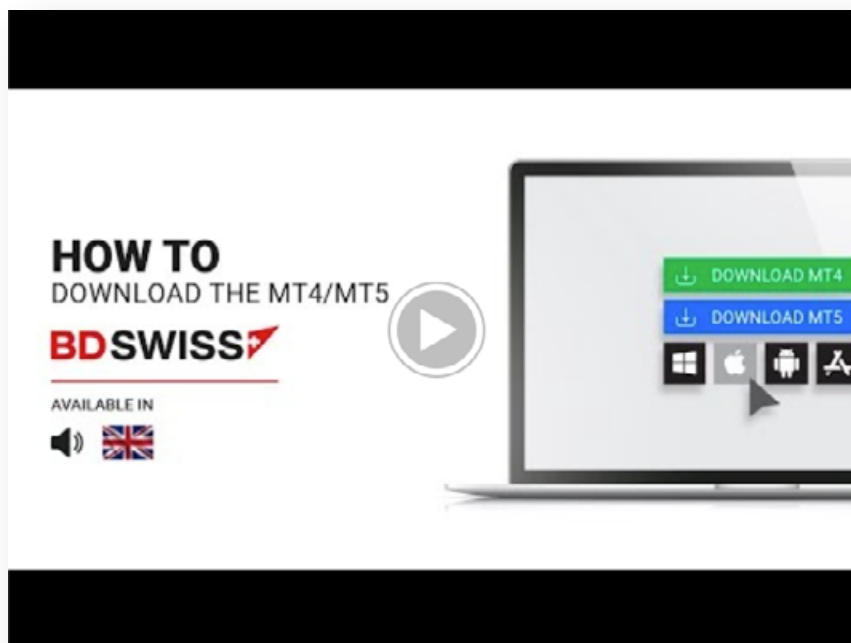 HOW TO
DOWNLOAD THE MT4/MT5
BDSWISS
AVAILABLE IN
DOWNLOAD MT4
DOWNLOAD MT5